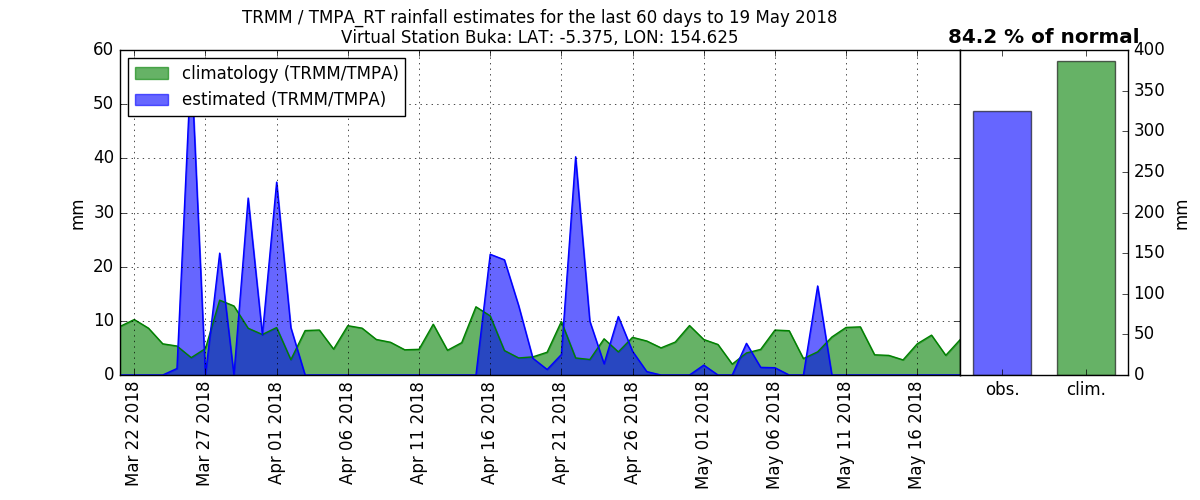 TRMM / TMPA_RT rainfall estimates for the last 60 days to 19 May 2018
Virtual Station Buka: LAT: -5.375, LON: 154.625
84.2 % of normal
climatology (TRMM/TMPA)
estimated (TRMM/TMPA)
60
50
40
30
20
10
0
mm
400
350
300
250
200
150
100
50
0
mm
Mar 22 2018
Mar 27 2018
Apr 01 2018
Apr 06 2018
Apr 11 2018
Apr 16 2018
Apr 21 2018
Apr 26 2018
May 01 2018
May 06 2018
May 11 2018
May 16 2018
obs.
clim.